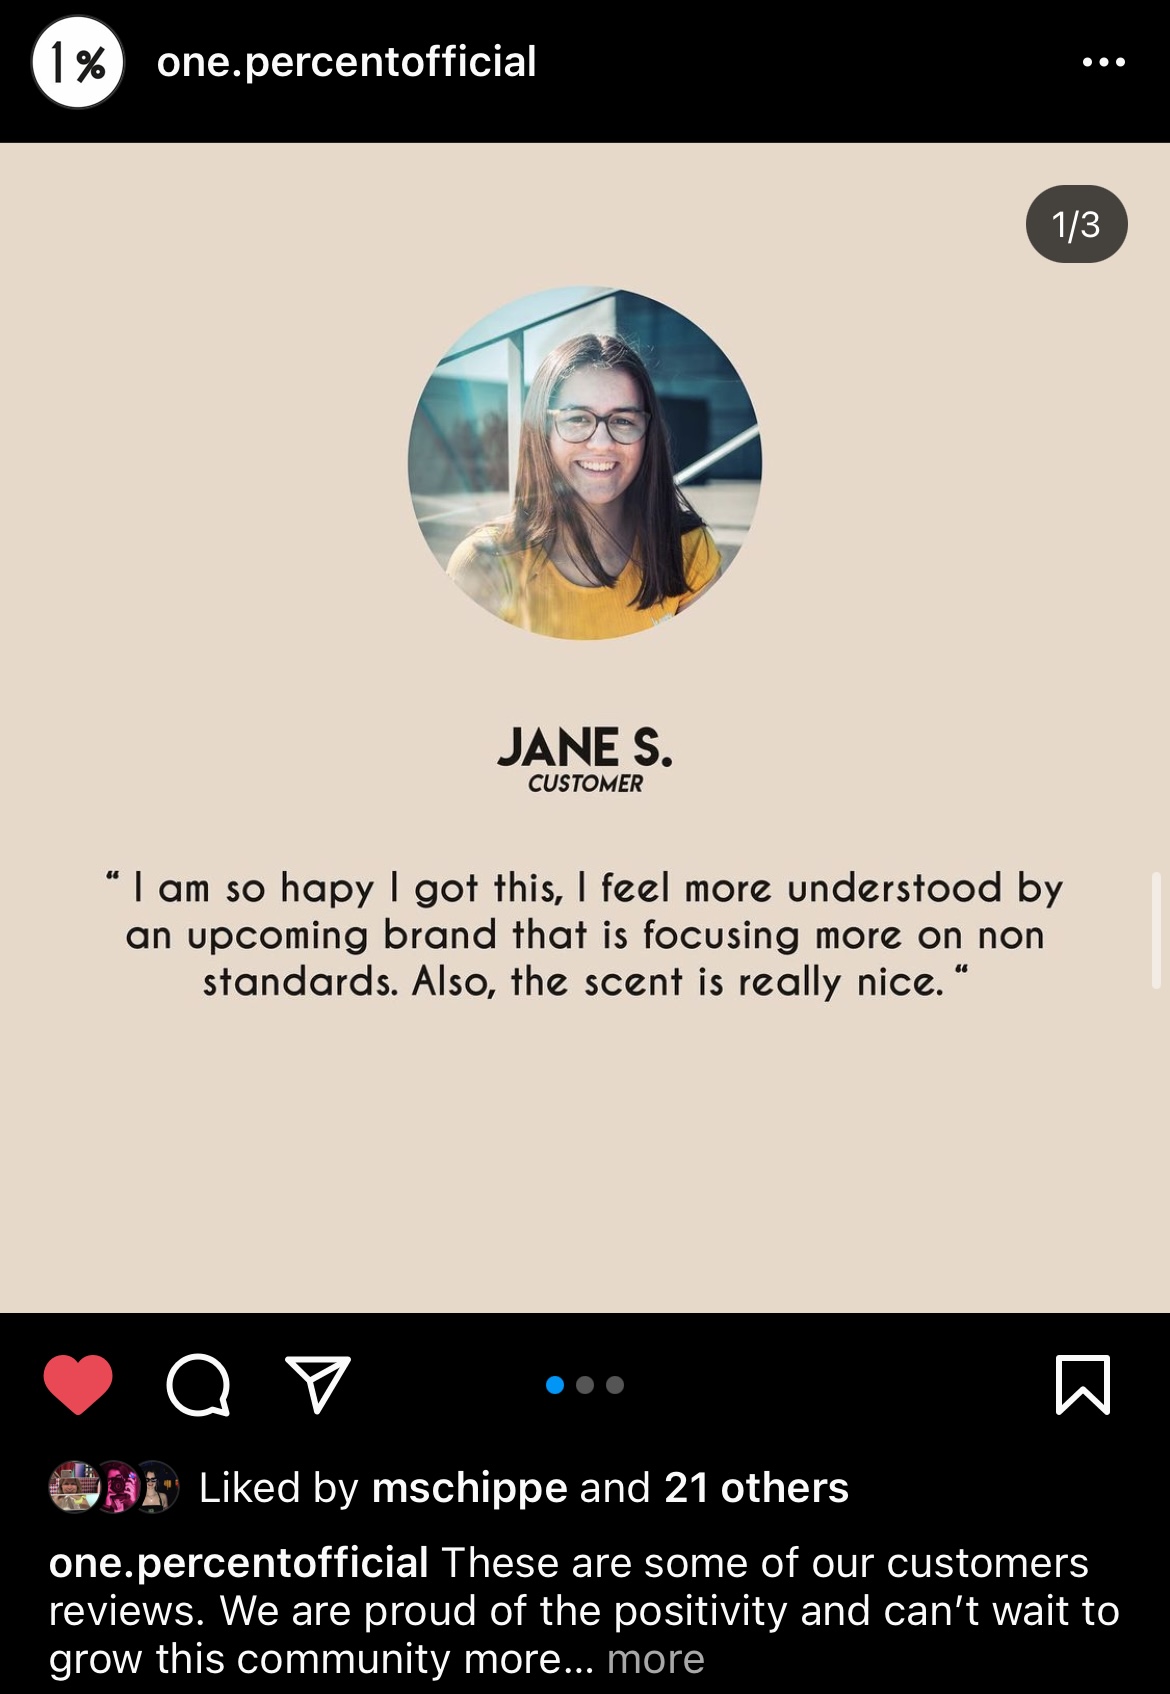 1%
one.percentofficial
1/3
JANE S.
CUSTOMER
“ I am so hapy I got this, I feel more understood by
an upcoming brand that is focusing more on non
standards. Also, the scent is really nice. “
Liked by mschippe and 21 others
one.percentofficial These are some of our customers
reviews. We are proud of the positivity and can’t wait to
grow this community more... more